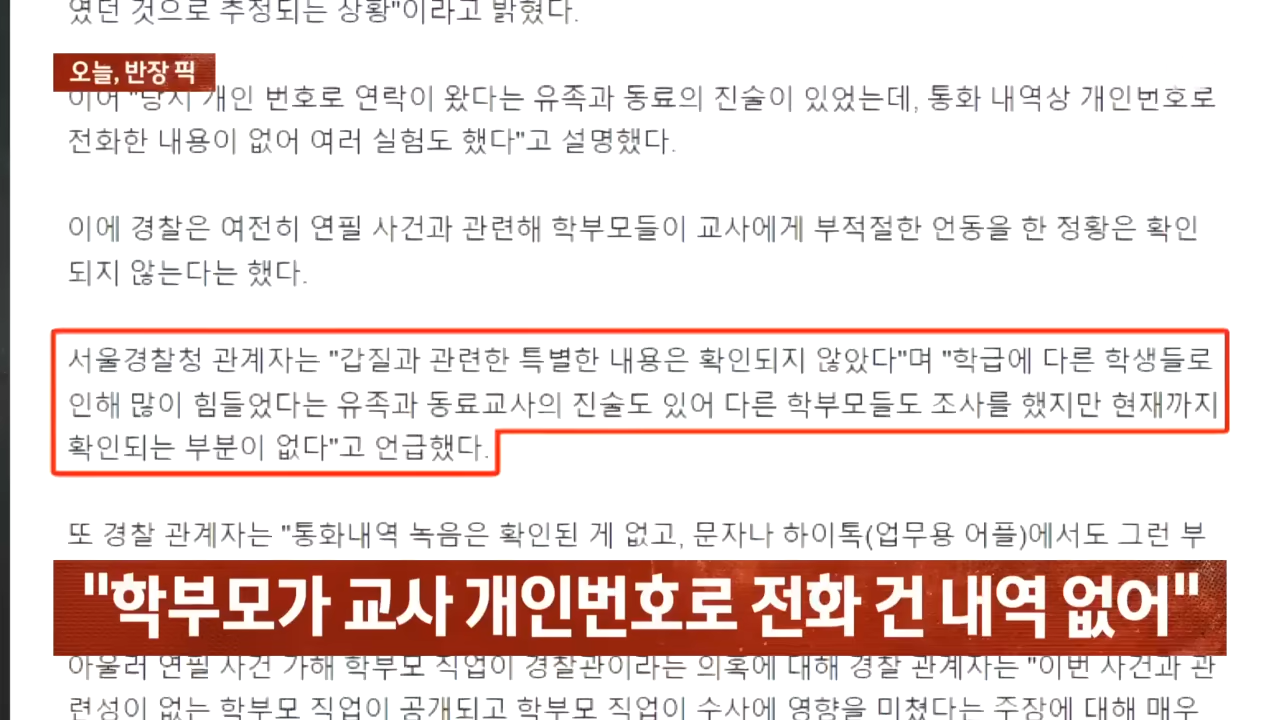 였던 것으로 추정되는 상황"이라고 밝혔다.
오늘, 반장 픽
이어 "당시 개인 번호로 연락이 왔다는 유족과 동료의 진술이 있었는데, 통화 내역상 개인번호로
전화한 내용이 없어 여러 실험도 했다"고 설명했다.
이에 경찰은 여전히 연필 사건과 관련해 학부모들이 교사에게 부적절한 언동을 한 정황은 확인
되지 않는다는 했다.
서울경찰청 관계자는 "갑질과 관련한 특별한 내용은 확인되지 않았다"며 "학급에 다른 학생들로
인해 많이 힘들었다는 유족과 동료교사의 진술도 있어 다른 학부모들도 조사를 했지만 현재까지
확인되는 부분이 없다"고 언급했다.
또 경찰 관계자는 "통화내역 녹음은 확인된 게 없고, 문자나 하이톡(업무용 어플)에서도 그런 부
"학부모가 교사 개인번호로 전화 건 내역 없어"
아울러 연필 사건 가해 학부모 직업이 경찰관이라는 의혹에 대해 경찰 관계자는 "이번 사건과 관
련성이 없는 학부모 직업이 공개되고 학부모 직업이 수사에 영향을 미쳤다는 주장에 대해 매우